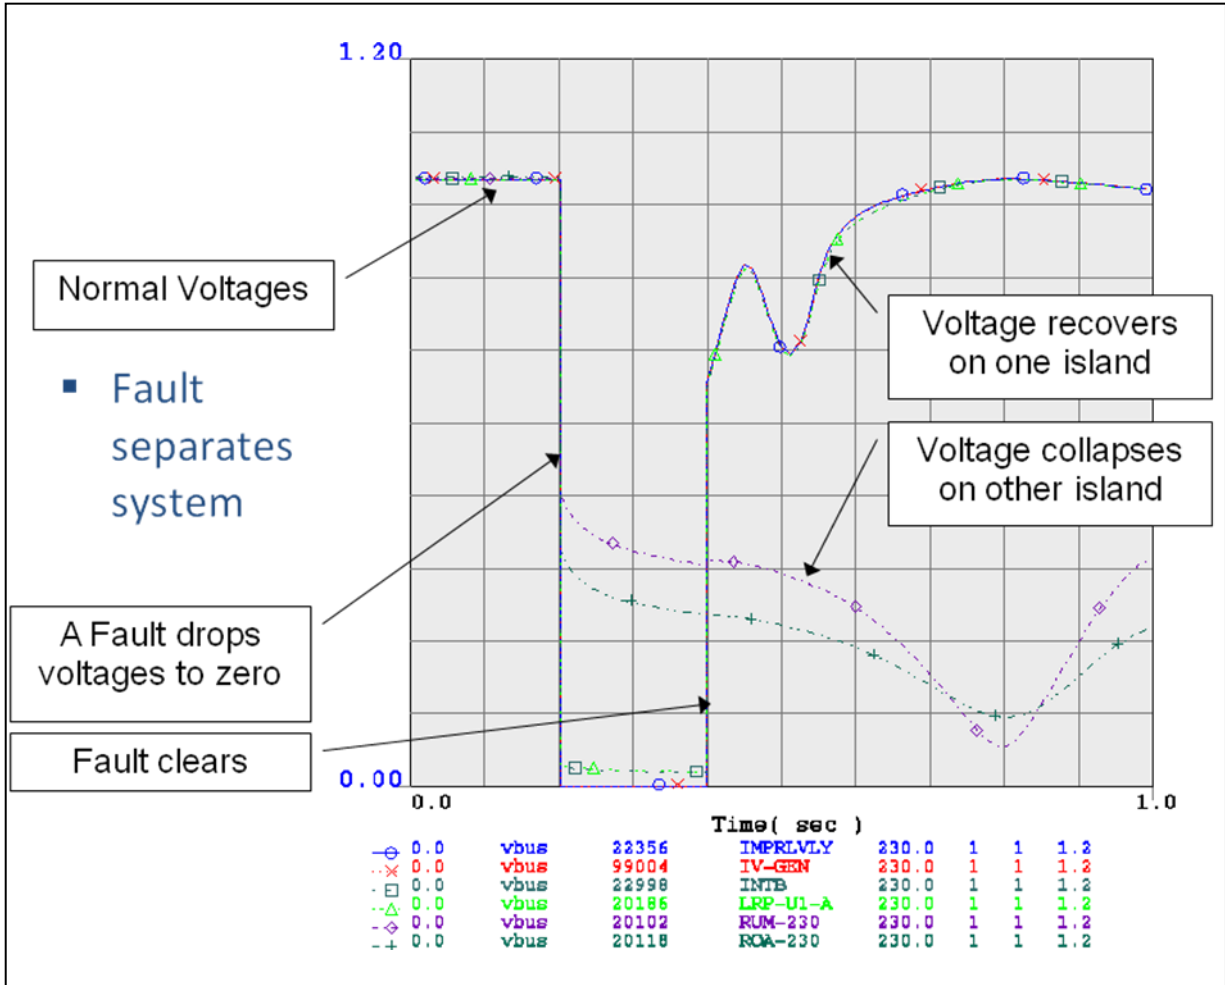 1.20
Normal Voltages
▪ Fault
separates
system
Voltage recovers
on one island
Voltage collapses
on other island
A Fault drops
voltages to zero
Fault clears
0.00
0.0 1.0
Time( sec )
0.0 vbus 22356 IMPRLVLY 230.0 1 1 1.2
0.0 vbus 99004 IV-GEN 230.0 1 1 1.2
0.0 vbus 22998 INTB 230.0 1 1 1.2
0.0 vbus 20186 LRP-U1-A 230.0 1 1 1.2
0.0 vbus 20102 RUM-230 230.0 1 1 1.2
0.0 vbus 20118 ROA-230 230.0 1 1 1.2